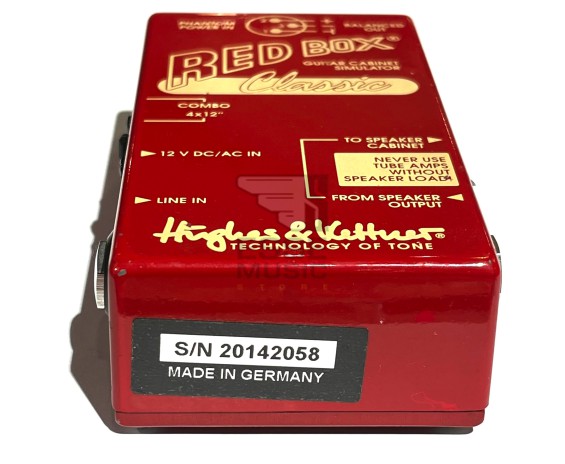 PHANTOM
POWER IN
BALANCED
OUT
RED BOX®
GUITAR CABINET
SIMULATOR
Classic
COMBO
4x12"
TO SPEAKER
CABINET
12 V DC/AC IN
NEVER USE
TUBE AMPS
WITHOUT
SPEAKER LOAD!
LINE IN
FROM SPEAKER
OUTPUT
Hughes & Kettner®
TECHNOLOGY OF TONE
MUSIC
STORE
S/N 20142058
MADE IN GERMANY